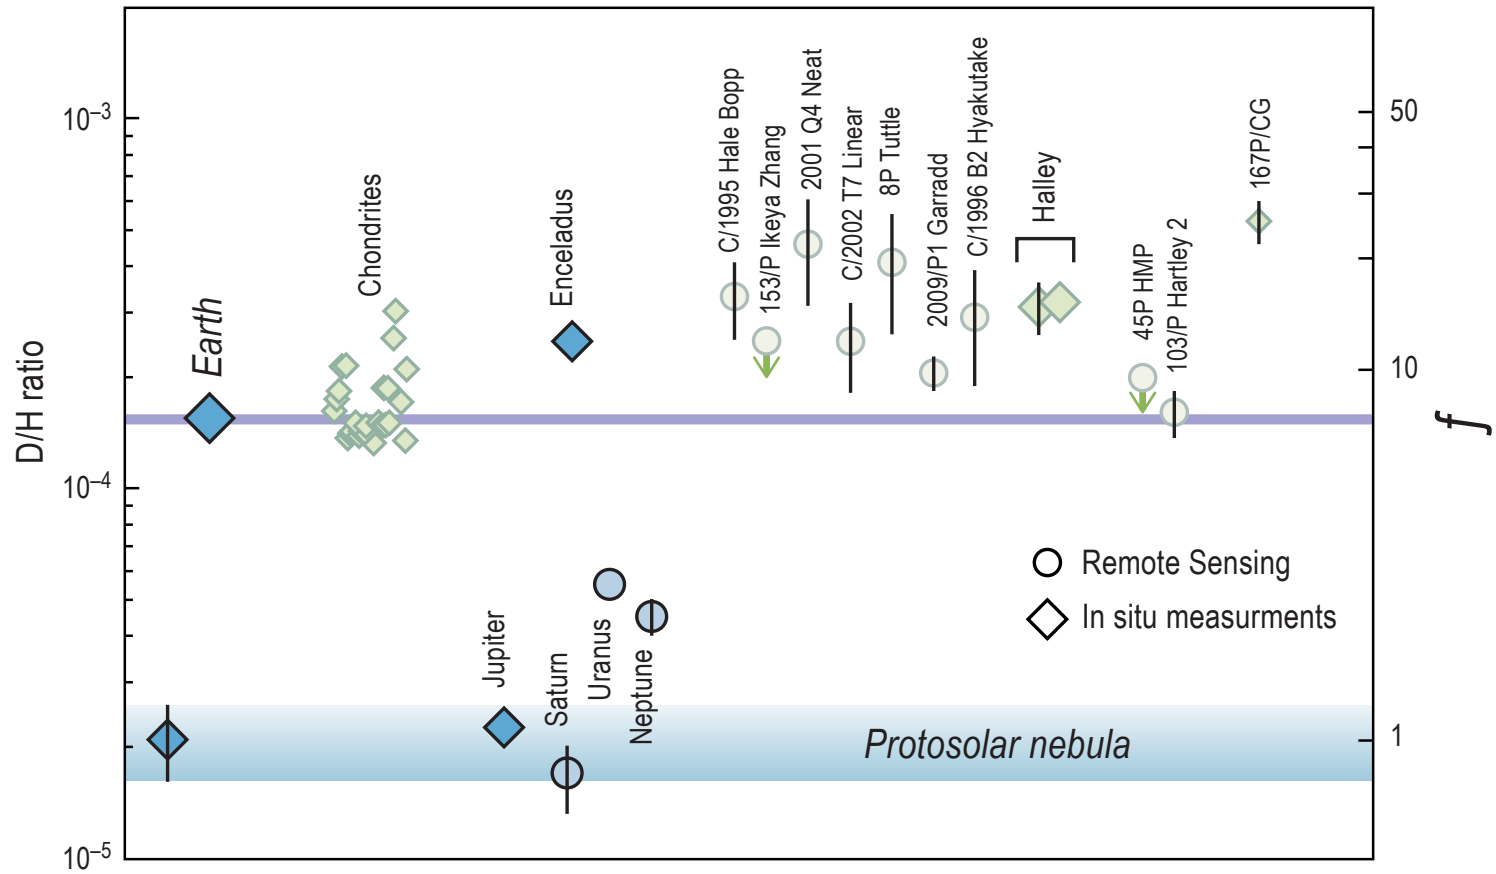 D/H ratio
10⁻³
10⁻⁴
10⁻⁵
Earth
Chondrites
Enceladus
Jupiter
Saturn
Uranus
Neptune
C/1995 Hale Bopp
153/P Ikeya Zhang
2001 Q4 Neat
C/2002 T7 Linear
8P Tuttle
2009/P1 Garradd
C/1996 B2 Hyakutake
Halley
45P HMP
103/P Hartley 2
167P/CG
Remote Sensing
In situ measurments
Protosolar nebula
50
10
1
f